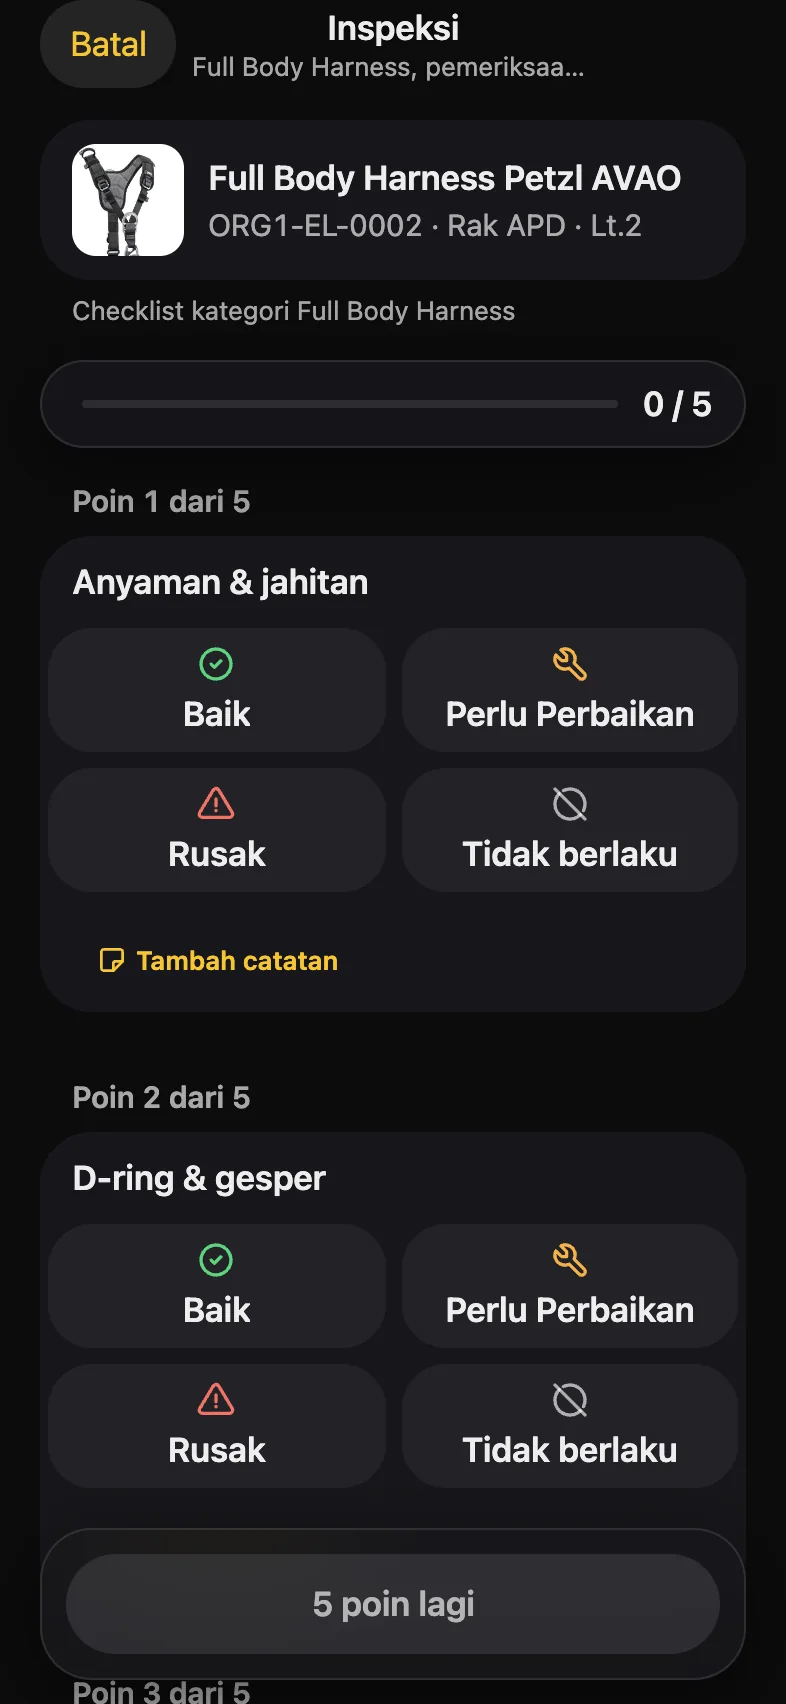 Batal
Inspeksi
Full Body Harness, pemeriksaa...
Full Body Harness Petzl AVAO
ORG1-EL-0002 · Rak APD · Lt.2
Checklist kategori Full Body Harness
0 / 5
Poin 1 dari 5
Anyaman & jahitan
Baik
Perlu Perbaikan
Rusak
Tidak berlaku
Tambah catatan
Poin 2 dari 5
D-ring & gesper
Baik
Perlu Perbaikan
Rusak
Tidak berlaku
5 poin lagi
Poin 3 dari 5